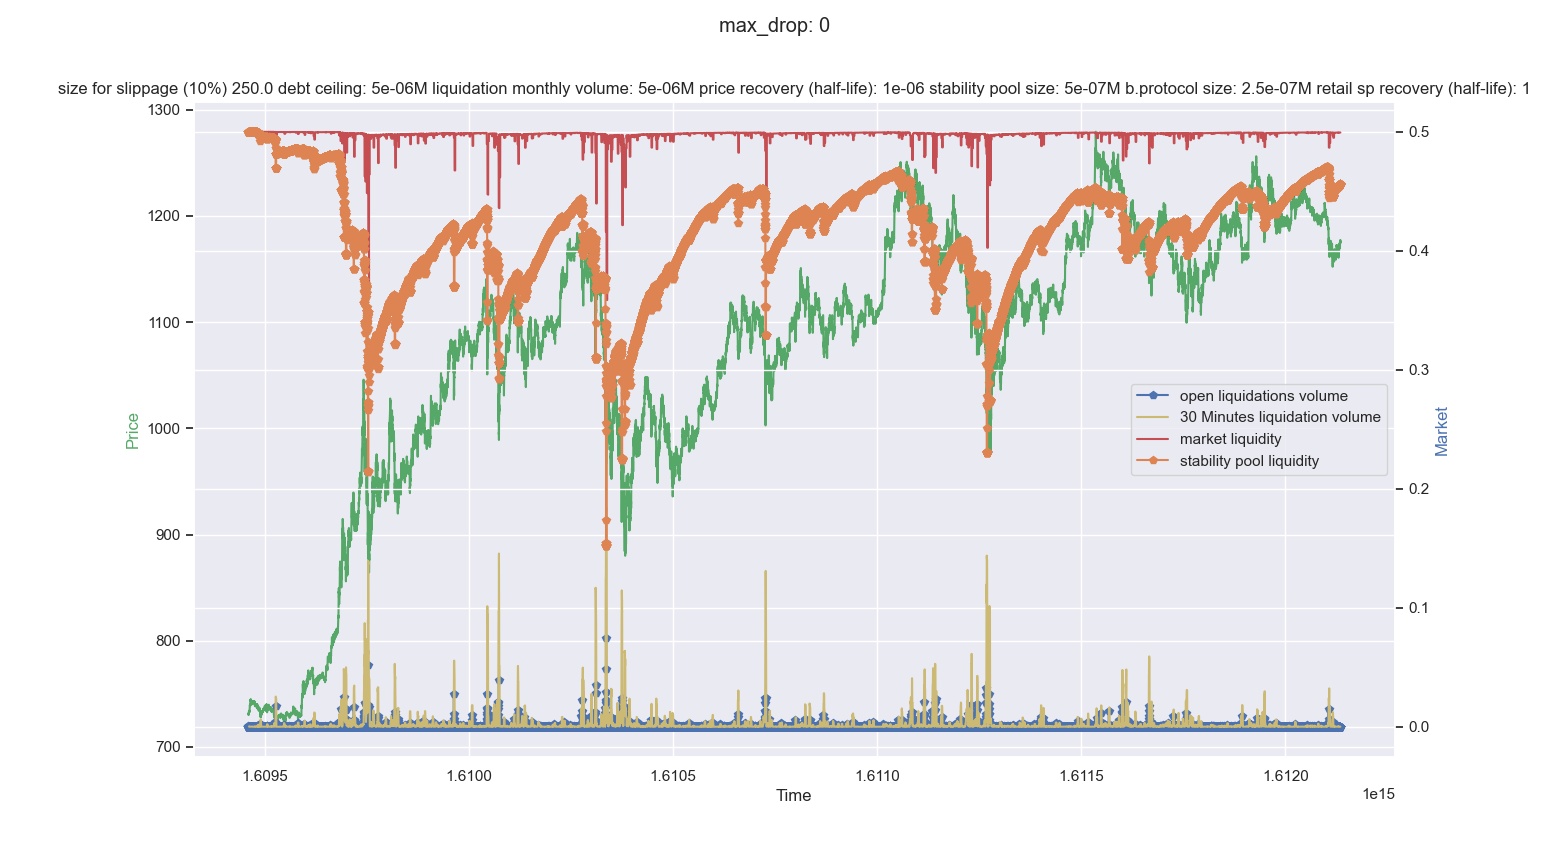 max_drop: 0
size for slippage (10%) 250.0 debt ceiling: 5e-06M liquidation monthly volume: 5e-06M price recovery (half-life): 1e-06 stability pool size: 5e-07M b.protocol size: 2.5e-07M retail sp recovery (half-life): 1
1300
1200
1100
1000
900
800
700
Price
0.5
0.4
0.3
0.2
0.1
0.0
Market
open liquidations volume
30 Minutes liquidation volume
market liquidity
stability pool liquidity
1.6095 1.6100 1.6105 1.6110 1.6115 1.6120
Time
1e15